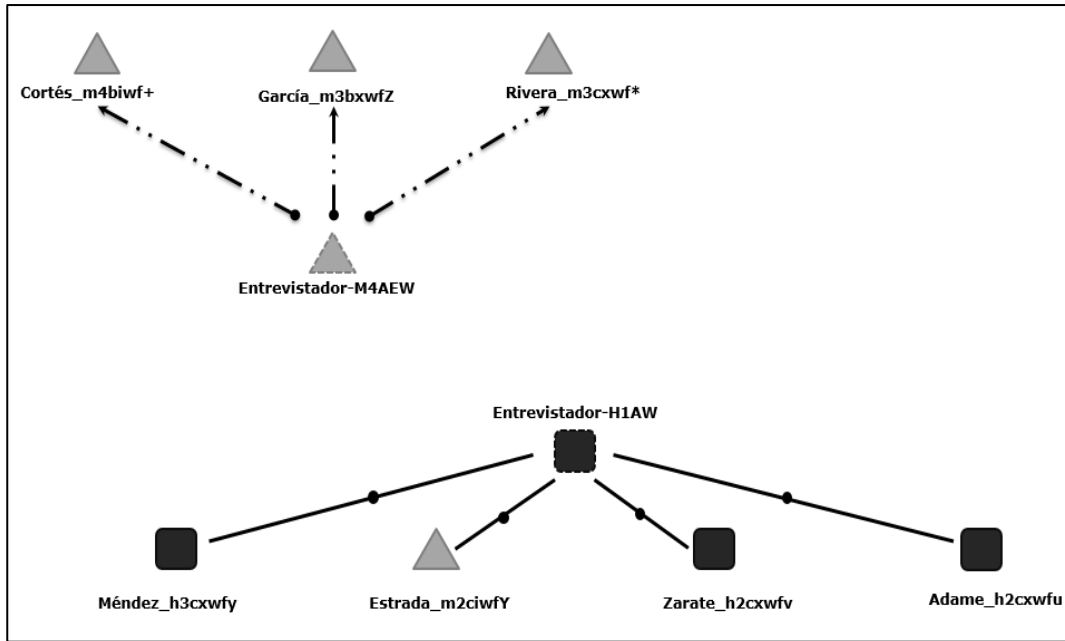 Cortés_m4biwf+
García_m3bxwfZ
Rivera_m3cxwf*
Entrevistador-M4AEW
Entrevistador-H1AW
Méndez_h3cxwfy
Estrada_m2ciwfY
Zarate_h2cxwfv
Adame_h2cxwfu